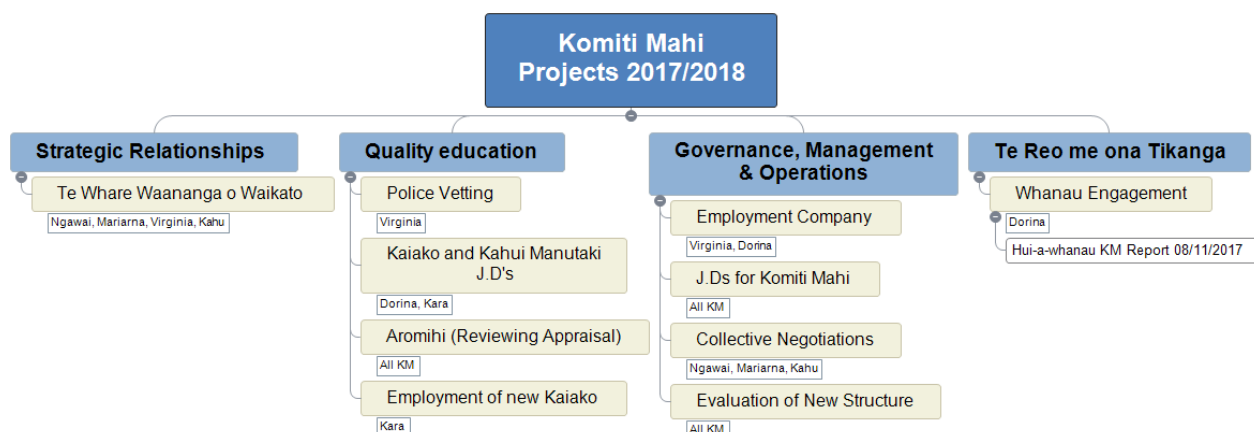 Komiti Mahi
Projects 2017/2018
Strategic Relationships
Te Whare Waananga o Waikato
Ngawai, Mariarna, Virginia, Kahu
Quality education
Police Vetting
Virginia
Kaiako and Kahui Manutaki
J.D's
Dorina, Kara
Aromihi (Reviewing Appraisal)
All KM
Employment of new Kaiako
Kara
Governance, Management
& Operations
Employment Company
Virginia, Dorina
J.Ds for Komiti Mahi
All KM
Collective Negotiations
Ngawai, Mariarna, Kahu
Evaluation of New Structure
All KM
Te Reo me ona Tikanga
Whanau Engagement
Dorina
Hui-a-whanau KM Report 08/11/2017